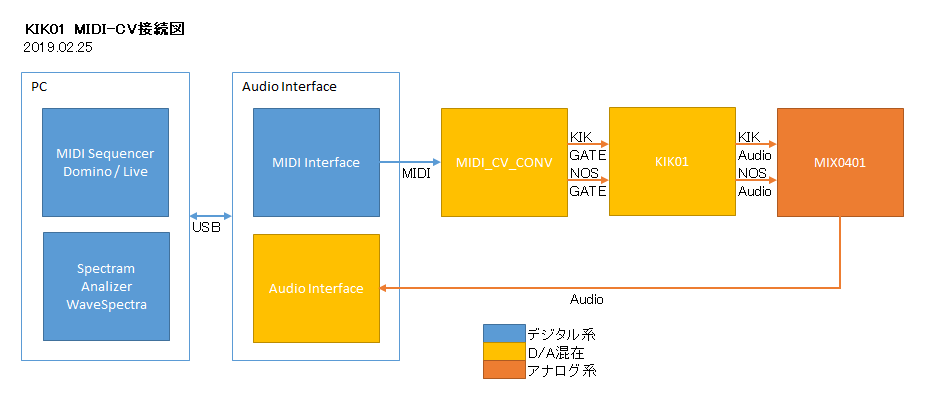 KIK01 MIDI-CV接続図
2019.02.25
PC
Audio Interface
MIDI Sequencer
Domino / Live
MIDI Interface
MIDI_CV_CONV
KIK01
MIX0401
KIK
GATE
NOS
GATE
KIK
Audio
NOS
Audio
MIDI
USB
Spectram
Analizer
WaveSpectra
Audio Interface
Audio
デジタル系
D/A混在
アナログ系